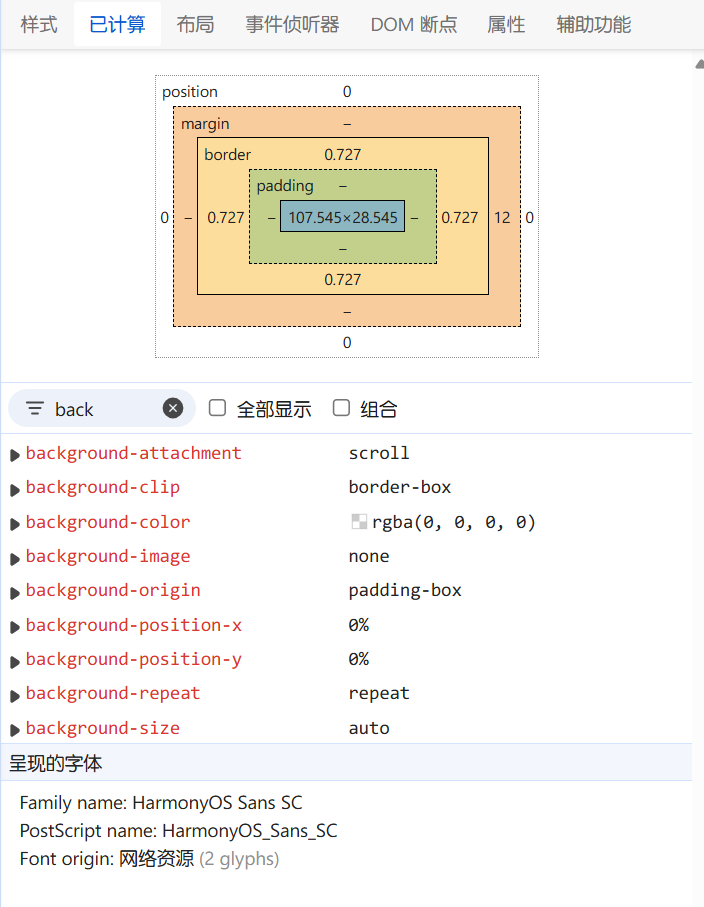 样式 已计算 布局 事件侦听器 DOM 断点 属性 辅助功能
position 0
margin –
border 0.727
padding –
0 – 0.727 – 107.545×28.545 – 0.727 12 0
–
0.727
–
0
back 全部显示 组合
background-attachment scroll
background-clip border-box
background-color rgba(0, 0, 0, 0)
background-image none
background-origin padding-box
background-position-x 0%
background-position-y 0%
background-repeat repeat
background-size auto
呈现的字体
Family name: HarmonyOS Sans SC
PostScript name: HarmonyOS_Sans_SC
Font origin: 网络资源 (2 glyphs)